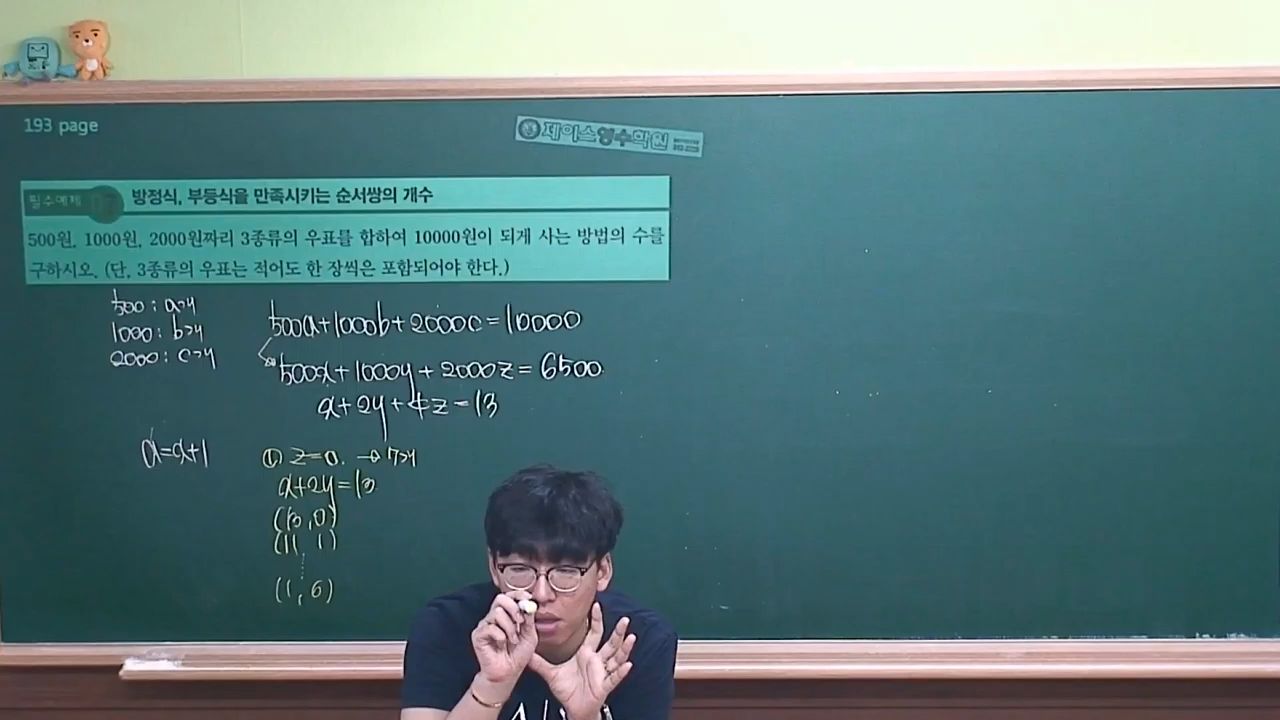 193 page
제이스영수학원
필수예제 07 방정식, 부등식을 만족시키는 순서쌍의 개수
500원, 1000원, 2000원짜리 3종류의 우표를 합하여 10000원이 되게 사는 방법의 수를
구하시오. (단, 3종류의 우표는 적어도 한 장씩은 포함되어야 한다.)
500 : a개
1000 : b개
2000 : c개
500a+1000b+2000c=10000
500x+1000y+2000z=6500
x+2y+4z=13
a=x+1
① z=0. → 7개
x+2y=13
(13, 0)
(11, 1)
(1, 6)